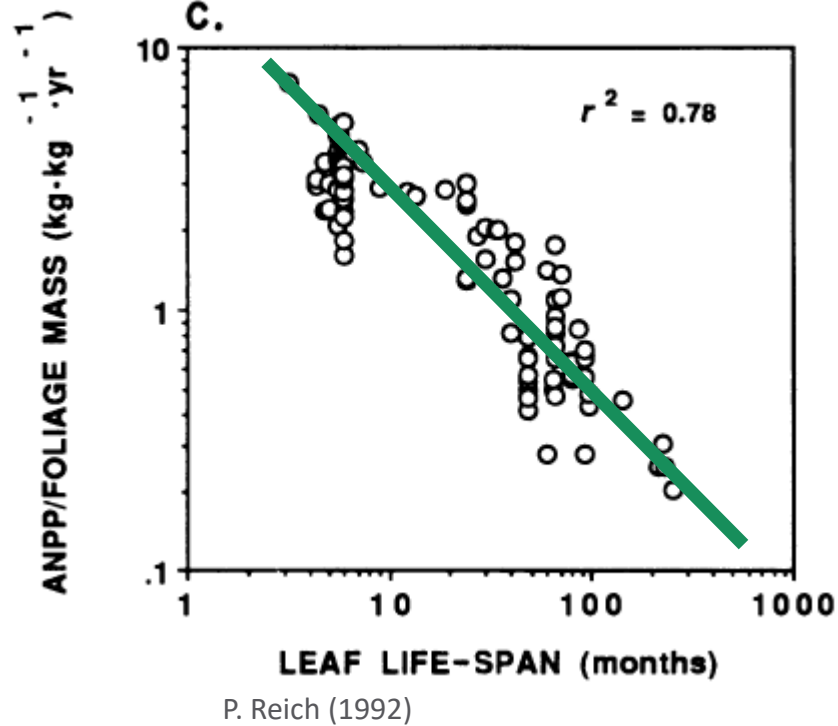 C.
10
1
.1
ANPP/FOLIAGE MASS (kg·kg⁻¹·yr⁻¹)
r² = 0.78
1 10 100 1000
LEAF LIFE-SPAN (months)
P. Reich (1992)